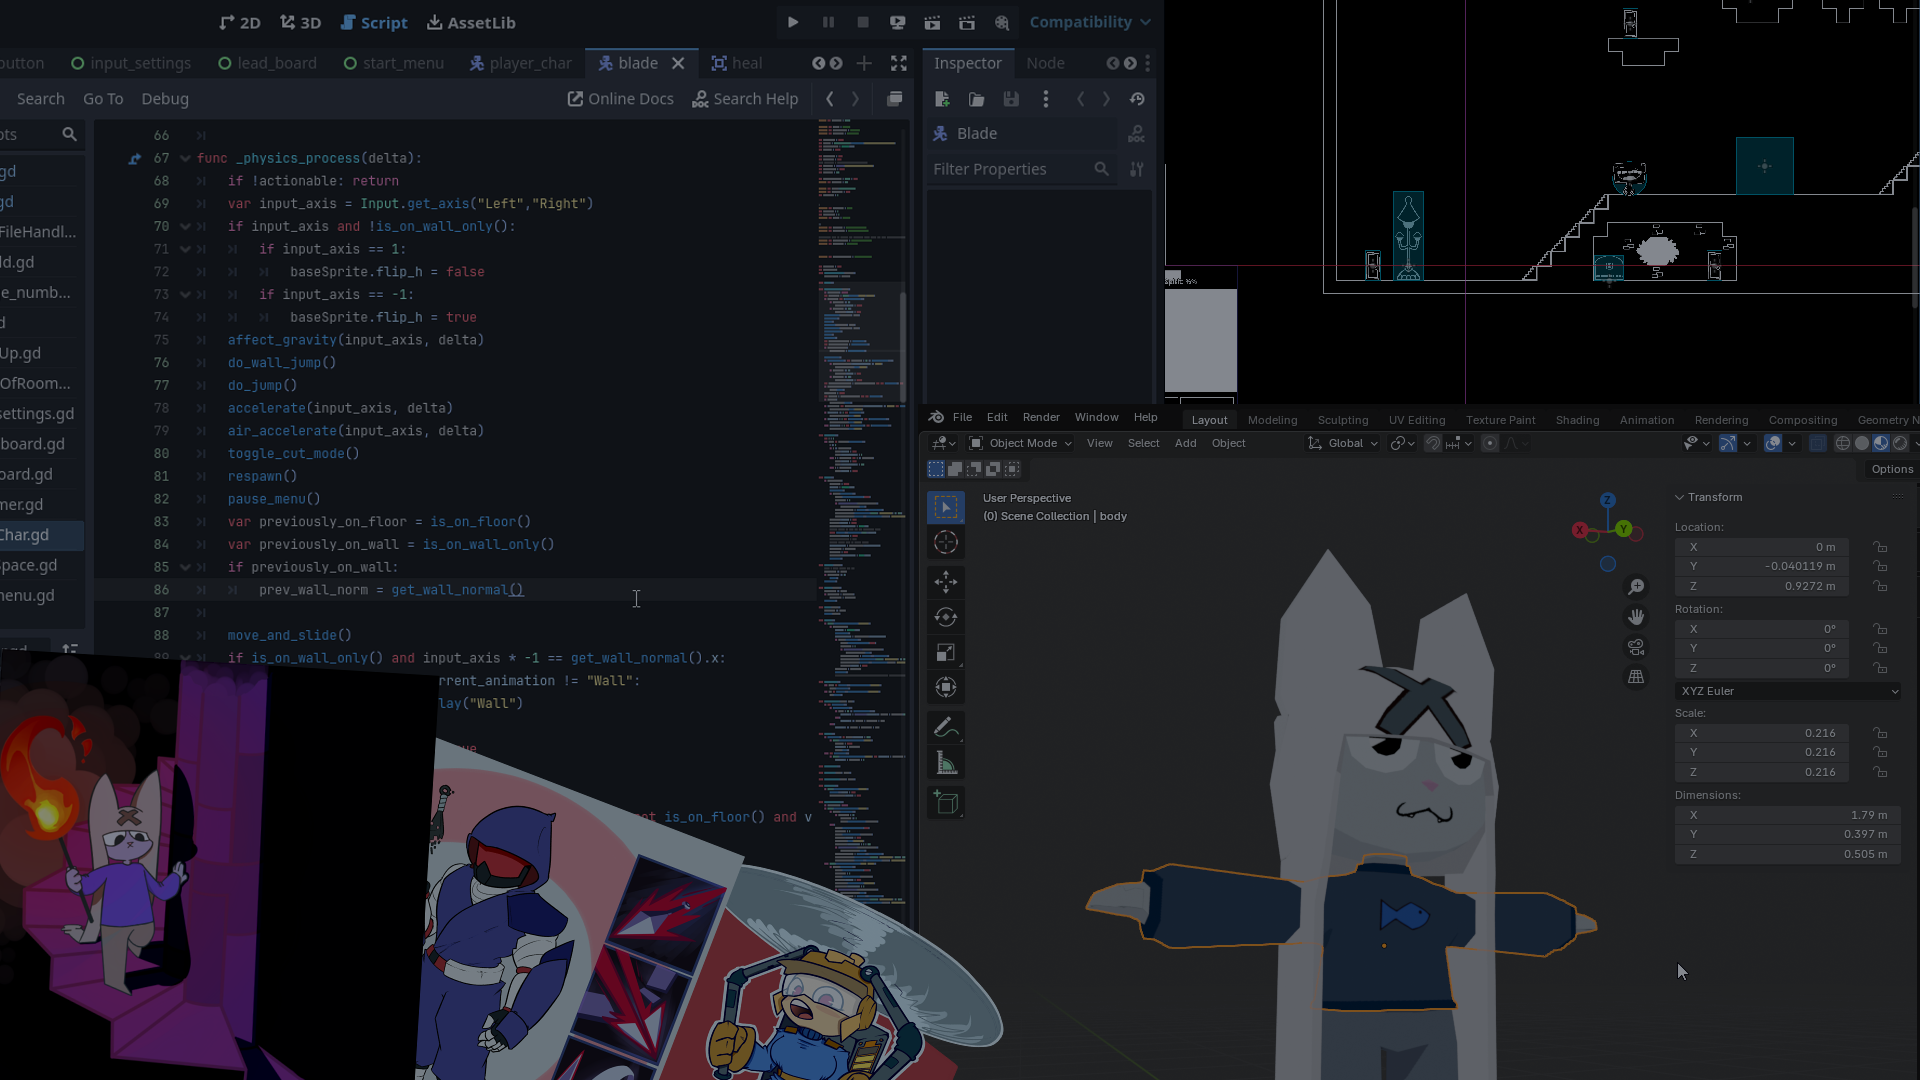 2D 3D Script AssetLib Compatibility
button input_settings lead_board start_menu player_char blade heal
Search Go To Debug Online Docs Search Help
Inspector Node
Blade
Filter Properties
ots
gd
gd
FileHandl...
ld.gd
e_numb...
d
Up.gd
OfRoom...
settings.gd
board.gd
oard.gd
mer.gd
Char.gd
space.gd
menu.gd
66
67 func _physics_process(delta):
68 if !actionable: return
69 var input_axis = Input.get_axis("Left","Right")
70 if input_axis and !is_on_wall_only():
71 if input_axis == 1:
72 baseSprite.flip_h = false
73 if input_axis == -1:
74 baseSprite.flip_h = true
75 affect_gravity(input_axis, delta)
76 do_wall_jump()
77 do_jump()
78 accelerate(input_axis, delta)
79 air_accelerate(input_axis, delta)
80 toggle_cut_mode()
81 respawn()
82 pause_menu()
83 var previously_on_floor = is_on_floor()
84 var previously_on_wall = is_on_wall_only()
85 if previously_on_wall:
86 prev_wall_norm = get_wall_normal()
87
88 move_and_slide()
89 if is_on_wall_only() and input_axis * -1 == get_wall_normal().x:
rrent_animation != "Wall":
lay("Wall")
ue
ot is_on_floor() and v
File Edit Render Window Help Layout Modeling Sculpting UV Editing Texture Paint Shading Animation Rendering Compositing Geometry N
Object Mode View Select Add Object Global
Options
User Perspective
(0) Scene Collection | body
Z
X
Y
Transform
Location:
X 0 m
Y -0.040119 m
Z 0.9272 m
Rotation:
X 0°
Y 0°
Z 0°
XYZ Euler
Scale:
X 0.216
Y 0.216
Z 0.216
Dimensions:
X 1.79 m
Y 0.397 m
Z 0.505 m